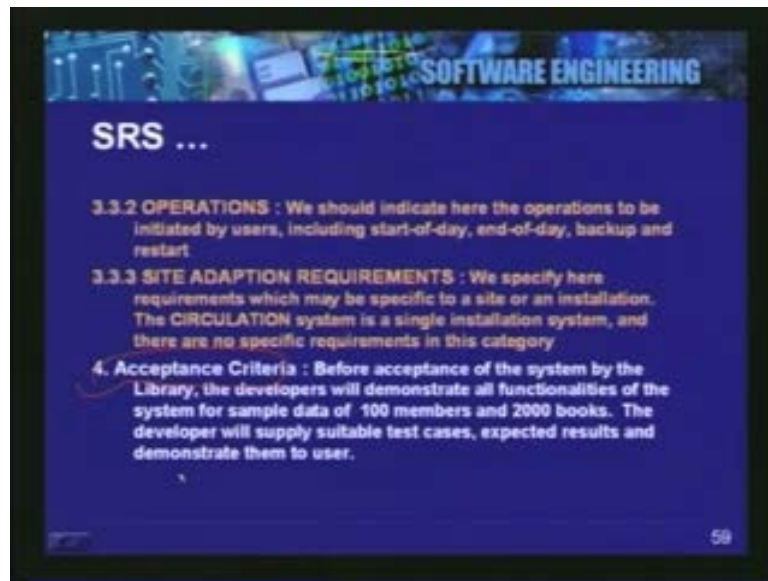 SOFTWARE ENGINEERING
SRS ...
3.3.2 OPERATIONS : We should indicate here the operations to be
initiated by users, including start-of-day, end-of-day, backup and
restart
3.3.3 SITE ADAPTION REQUIREMENTS : We specify here
requirements which may be specific to a site or an installation.
The CIRCULATION system is a single installation system, and
there are no specific requirements in this category
4. Acceptance Criteria : Before acceptance of the system by the
Library, the developers will demonstrate all functionalities of the
system for sample data of 100 members and 2000 books. The
developer will supply suitable test cases, expected results and
demonstrate them to user.
59